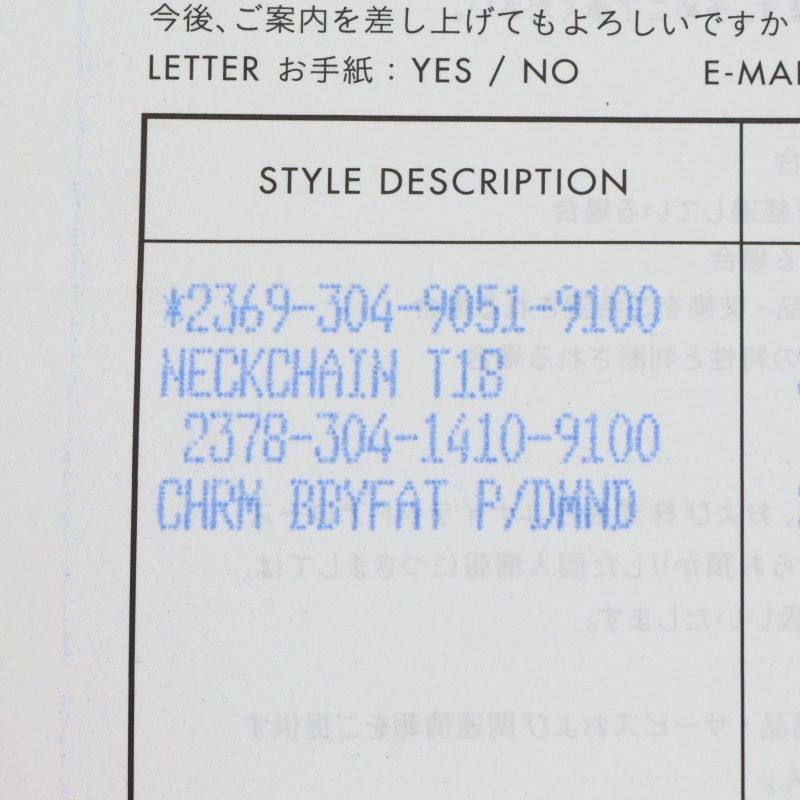 今後、ご案内を差し上げてもよろしいですか
LETTER お手紙 : YES / NO E-MAI
STYLE DESCRIPTION
*2369-304-9051-9100
NECKCHAIN T18
2378-304-1410-9100
CHRM BBYFAT P/DMND